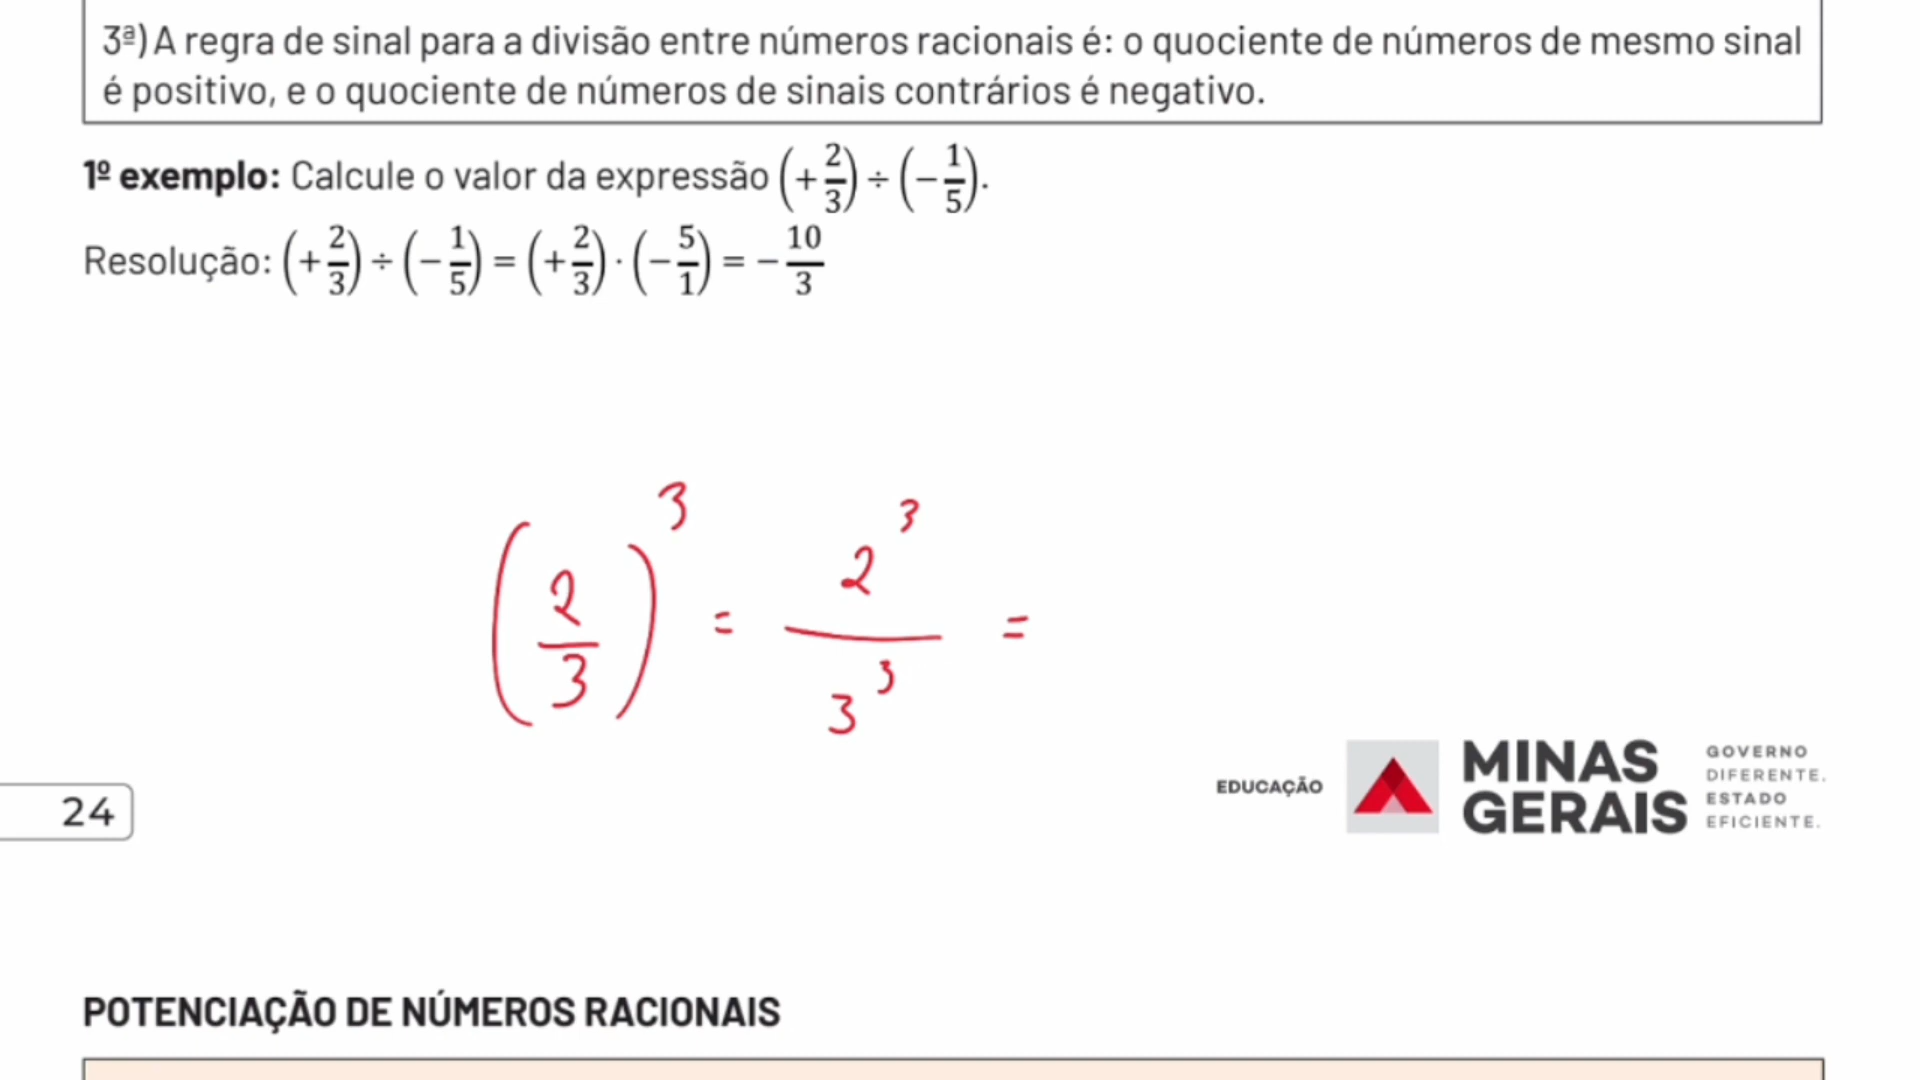 3ª) A regra de sinal para a divisão entre números racionais é: o quociente de números de mesmo sinal
é positivo, e o quociente de números de sinais contrários é negativo.
1º exemplo: Calcule o valor da expressão (+2/3) ÷ (−1/5).
Resolução: (+2/3) ÷ (−1/5) = (+2/3) · (−5/1) = −10/3
(2/3)³ = 2³/3³ =
24
EDUCAÇÃO
MINAS
GERAIS
GOVERNO
DIFERENTE.
ESTADO
EFICIENTE.
POTENCIAÇÃO DE NÚMEROS RACIONAIS